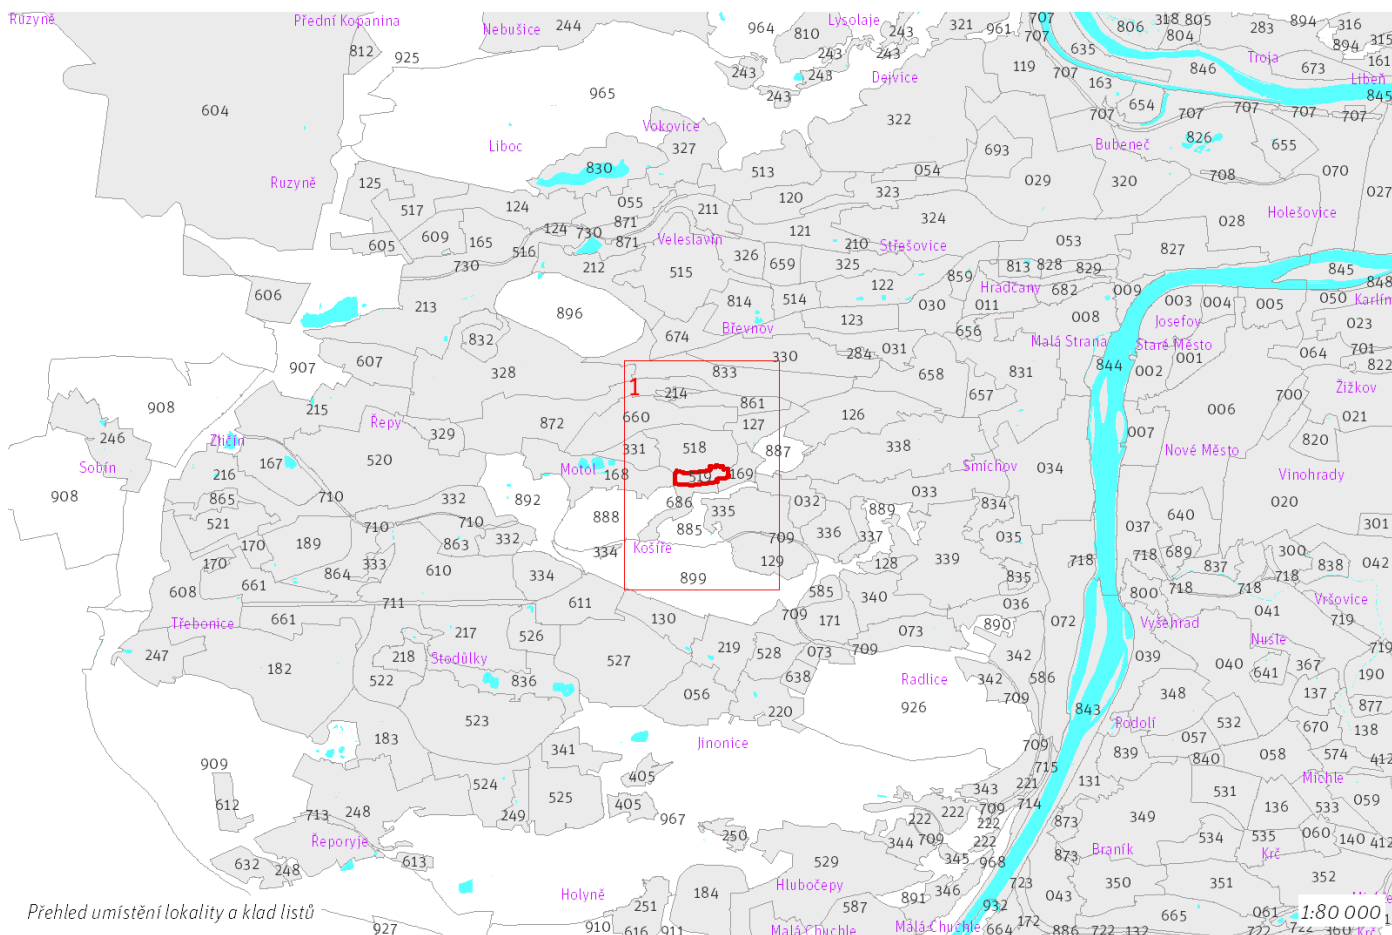 Ruzyně Přední Kopanina Nebušice 244 964 Lysolaje 321 707 318 805 283 894 316
812 925 810 243 243 961 707 806 804 894 315
243 243 243 635 Troja 161
965 243 Dejvice 119 707 163 846 673 Libeň
604 322 654 707 707 707 707 845
Vokovice 707 826
Liboc 327 693 Bubeneč 655
830 513 054 708 070
Ruzyně 125 029 320 027
517 124 055 211 120 323 324 028 Holešovice
605 609 165 124 730 871 121
516 871 Veleslavín 326 659 210 Střešovice 053 827
730 212 515 325 859 813 828 829 845
606 213 814 514 122 Hradčany 682 009 848
896 030 011 003 004 005 050 Karlín
Břevnov 123 656 008 Josefov 023
832 674 330 284 031 Malá Strana Staré Město 064 701
907 607 328 833 658 831 844 002 001 822
1 214 657 700 Žižkov
908 215 660 861 126 006 021
246 Zličín Řepy 329 872 127 007 820
Sobín 167 520 331 518 887 338 Nové Město
908 216 Motol 168 519 169 Smíchov 034 Vinohrady
865 710 332 892 686 032 033 020
521 710 710 888 335 889 834 037 640 301
170 189 863 332 885 336 337 035 689 300
170 333 334 Košíře 709 718 718 837 838 042
608 864 610 334 899 129 128 339 835 718 718 718
661 611 585 340 036 800 041 Vršovice
Třebonice 661 711 130 709 171 890 072 Vyšehrad 719
217 526 073 Nusle
247 182 218 Stodůlky 527 219 528 073 709 342 039 040 367 719
522 836 638 Radlice 342 586 641 190
523 056 926 709 348 137 877
220 843 Podolí 532 670 138
183 341 Jinonice 709 839 057 058 574 412
909 405 715 840 Michle
524 525 343 221 131 531 059
612 405 709 714 136 533
713 248 249 967 222 222 222 873 349 535 060 140 412
Řeporyje 250 344 709 222 534
632 248 613 529 345 968 873 Braník Krč
Holyně 184 Hlubočepy 346 723 350 351 352
251 587 891 932 043
Přehled umístění lokality a klad listů 665 061 1:80 000
927 910 616 911 Malá Chuchle Malá Chuchle 664 172 886 722 132 722 360 Krč